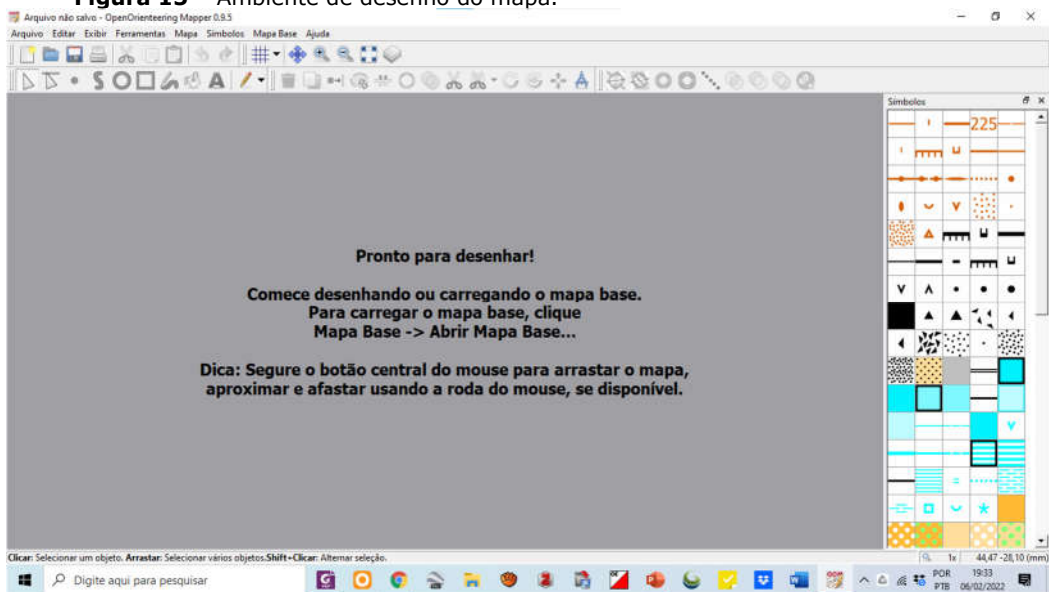 Figura 15 – Ambiente de desenho do mapa.
Arquivo não salvo - OpenOrienteering Mapper 0.9.5
Arquivo Editar Exibir Ferramentas Mapa Símbolos Mapa Base Ajuda
Símbolos
225
Pronto para desenhar!
Comece desenhando ou carregando o mapa base.
Para carregar o mapa base, clique
Mapa Base -> Abrir Mapa Base...
Dica: Segure o botão central do mouse para arrastar o mapa,
aproximar e afastar usando a roda do mouse, se disponível.
Clicar: Selecionar um objeto. Arrastar: Selecionar vários objetos.Shift+Clicar: Alternar seleção.
1x 44,47 -28,10 (mm)
Digite aqui para pesquisar
POR
PTB
19:33
06/02/2022